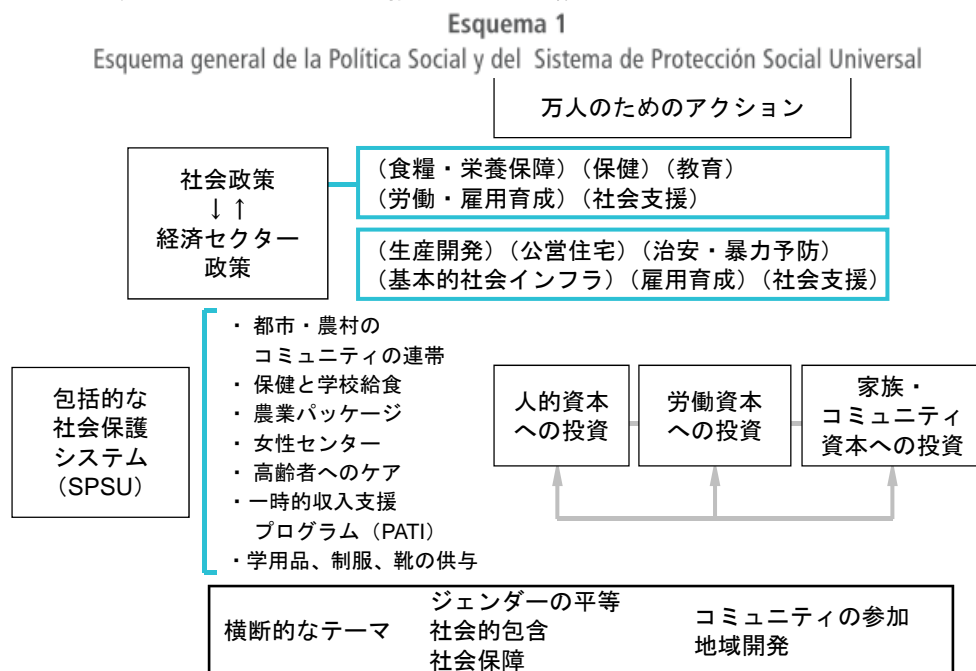 Esquema 1
Esquema general de la Política Social y del Sistema de Protección Social Universal
万人のためのアクション
社会政策
↓ ↑
経済セクター
政策
（食糧・栄養保障）（保健）（教育）
（労働・雇用育成）（社会支援）
（生産開発）（公営住宅）（治安・暴力予防）
（基本的社会インフラ）（雇用育成）（社会支援）
包括的な
社会保護
システム
（SPSU）
・ 都市・農村の
コミュニティの連帯
・ 保健と学校給食
・ 農業パッケージ
・ 女性センター
・ 高齢者へのケア
・一時的収入支援
プログラム（PATI）
・学用品、制服、靴の供与
人的資本
への投資
労働資本
への投資
家族・
コミュニティ
資本への投資
横断的なテーマ
ジェンダーの平等
社会的包含
社会保障
コミュニティの参加
地域開発